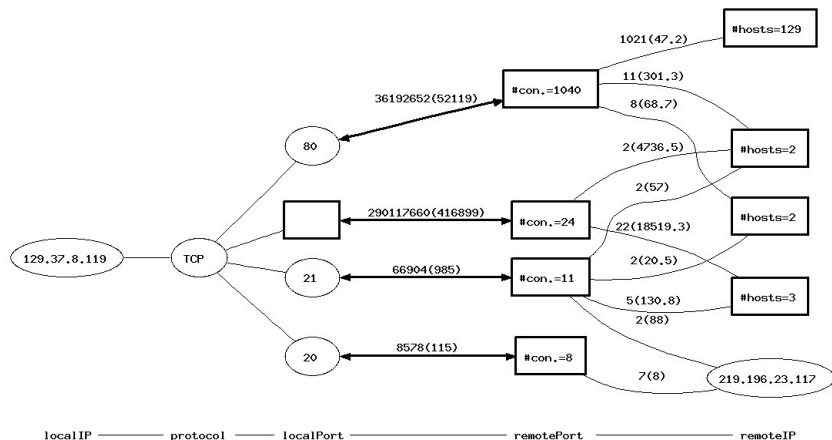 #hosts=129
1021(47.2)
11(301.3)
36192652(52119)
#con.=1040
8(68.7)
80
2(4736.5)
#hosts=2
2(57)
290117660(416899)
#con.=24
22(18519.3)
#hosts=2
129.37.8.119
TCP
66904(985)
2(20.5)
21
#con.=11
5(130.8)
#hosts=3
2(88)
8578(115)
20
#con.=8
7(8)
219.196.23.117
localIP
protocol
localPort
remotePort
remoteIP